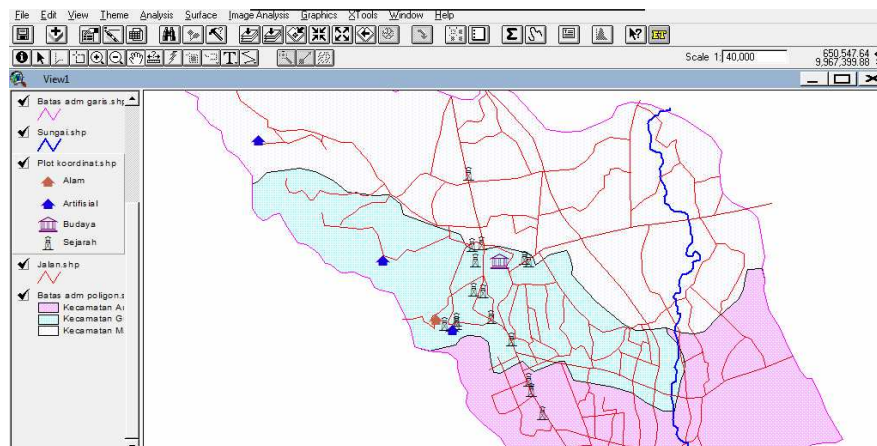 File Edit View Theme Analysis Surface Image Analysis Graphics XTools Window Help
Scale 1: 40,000
650,547.64
9,967,399.88
View1
Batas adm garis.shp
Sungai.shp
Plot koordinat.shp
Alam
Artifisial
Budaya
Sejarah
Jalan.shp
Batas adm poligon.s
Kecamatan A
Kecamatan G
Kecamatan M